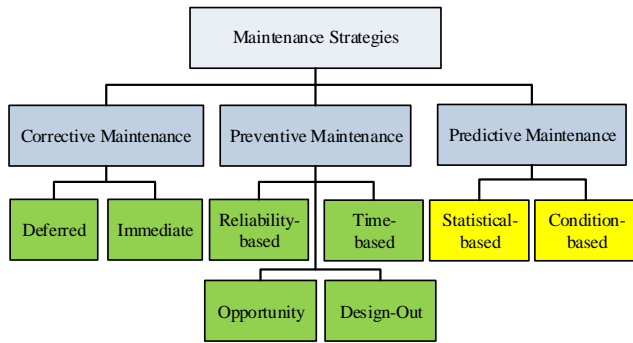 Maintenance Strategies
Corrective Maintenance
Preventive Maintenance
Predictive Maintenance
Deferred
Immediate
Reliability-
based
Time-
based
Statistical-
based
Condition-
based
Opportunity
Design-Out